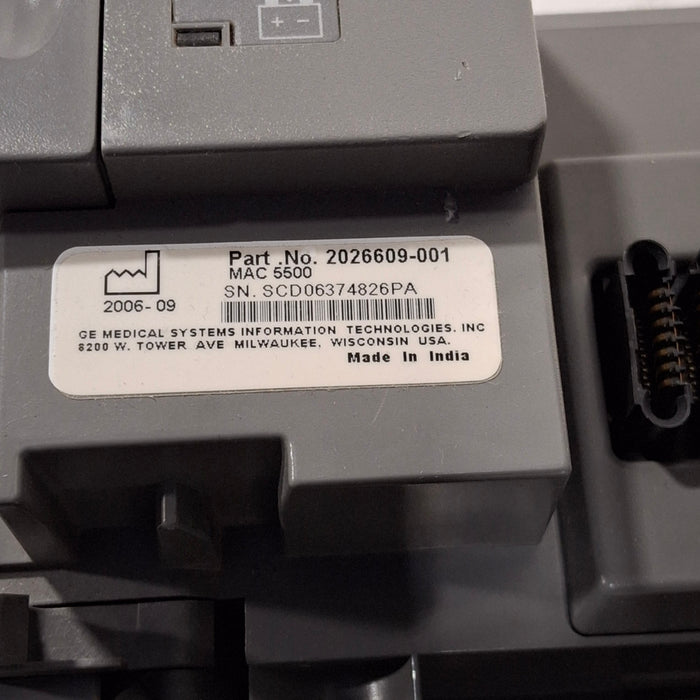 Part .No. 2026609-001
MAC 5500
SN. SCD06374826PA
2006-09
GE MEDICAL SYSTEMS INFORMATION TECHNOLOGIES. INC
8200 W. TOWER AVE MILWAUKEE, WISCONSIN USA.
Made In India